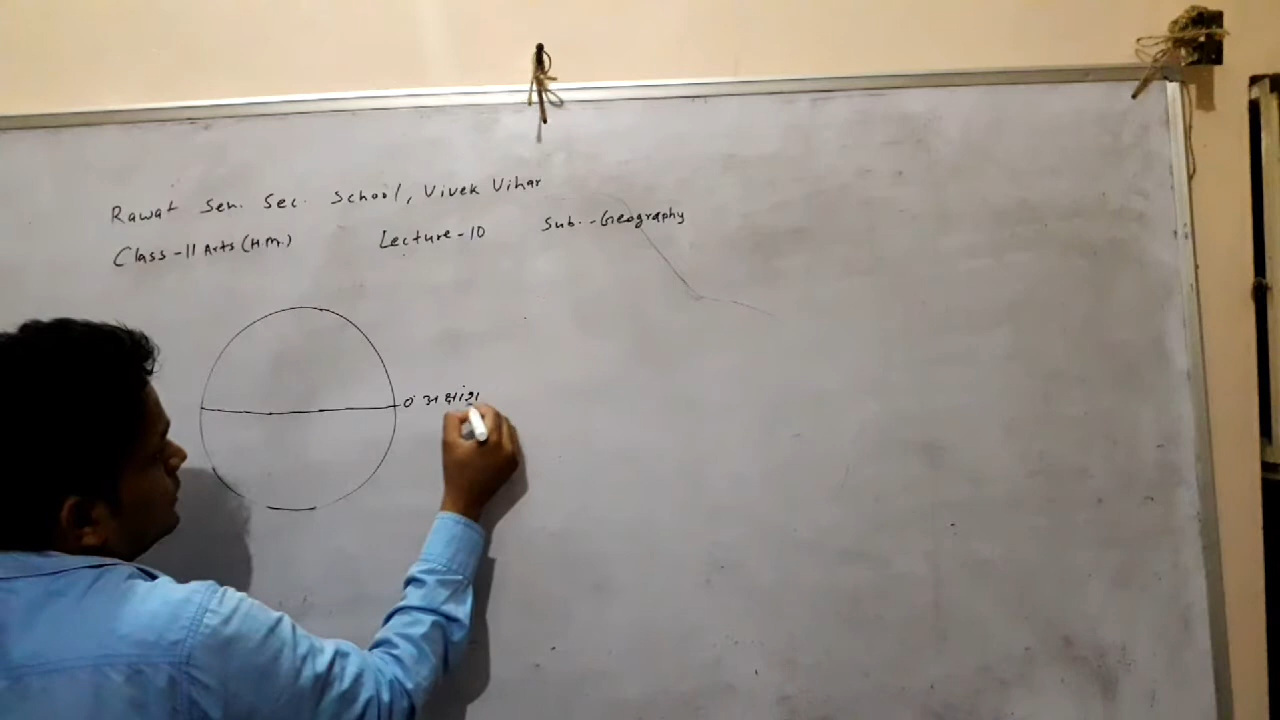 Rawat Sen. Sec. School, Vivek Vihar
Class-11 Arts (H.M.) Lecture-10 Sub.-Geography
0° अक्षांश